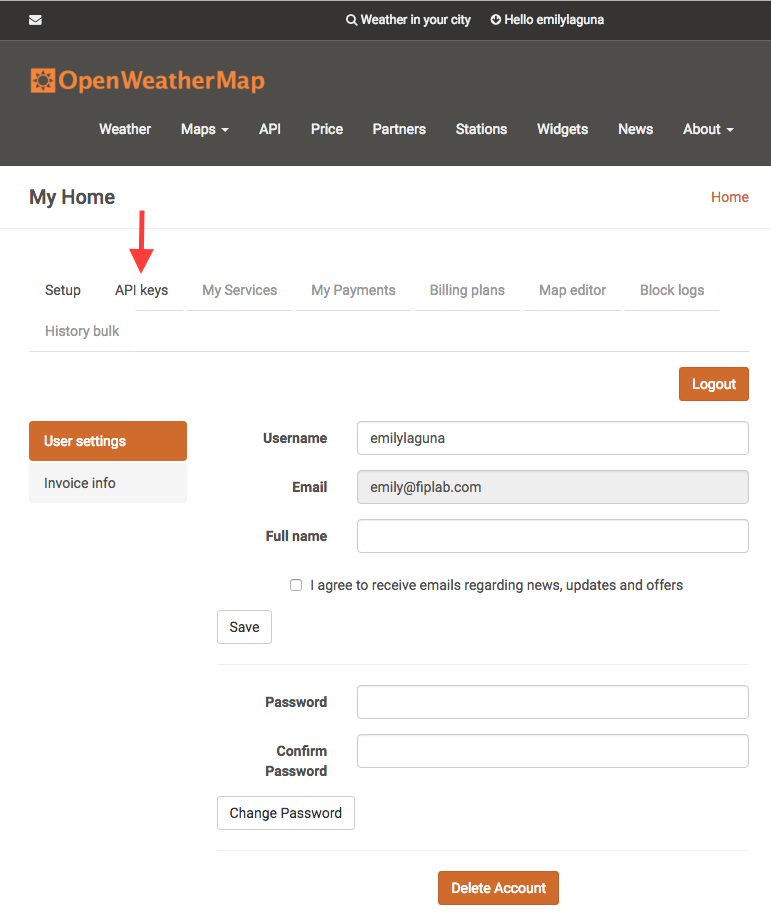 Weather in your city Hello emilylaguna
OpenWeatherMap
Weather Maps API Price Partners Stations Widgets News About
My Home Home
Setup API keys My Services My Payments Billing plans Map editor Block logs
History bulk
Logout
User settings
Invoice info
Username emilylaguna
Email emily@fiplab.com
Full name
I agree to receive emails regarding news, updates and offers
Save
Password
Confirm
Password
Change Password
Delete Account